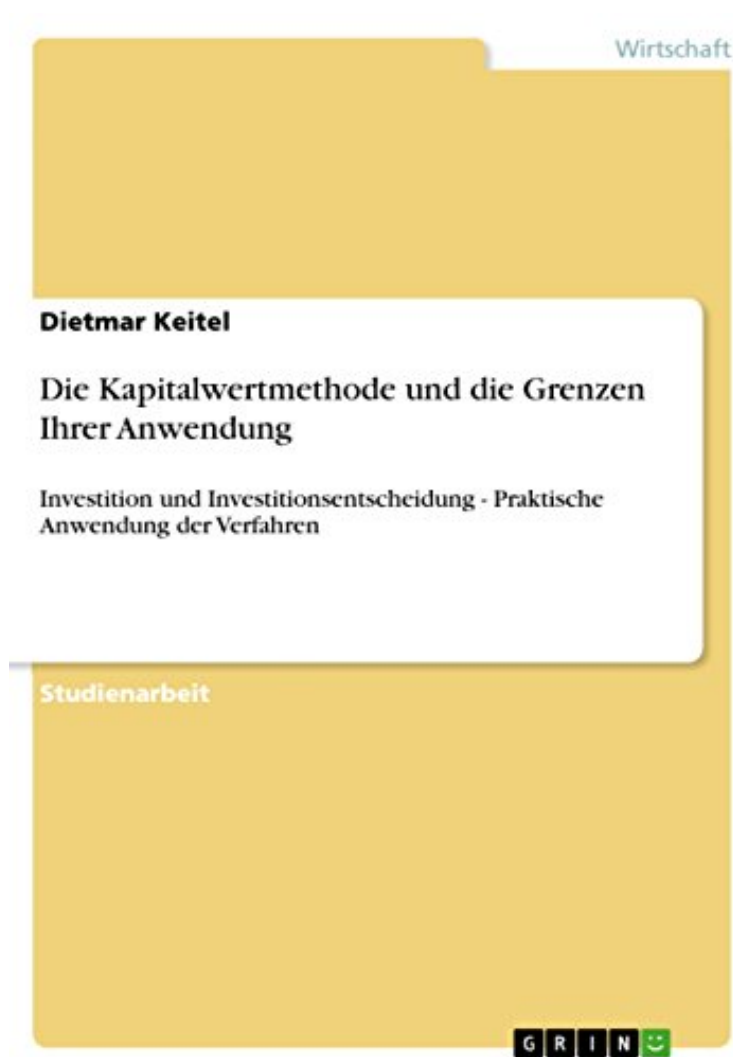 Wirtschaft
Dietmar Keitel
Die Kapitalwertmethode und die Grenzen
Ihrer Anwendung
Investition und Investitionsentscheidung - Praktische
Anwendung der Verfahren
Studienarbeit
GRIN